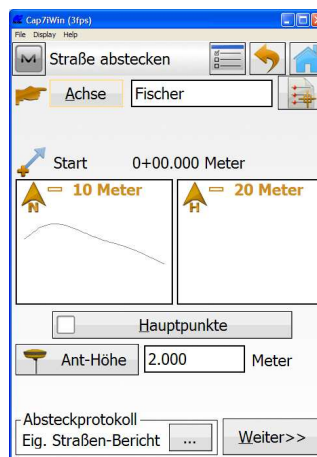 Cap7iWin (3fps)
File Display Help
M Straße abstecken
Achse Fischer
Start 0+00.000 Meter
N 10 Meter H 20 Meter
Hauptpunkte
Ant-Höhe 2.000 Meter
Absteckprotokoll
Eig. Straßen-Bericht ... Weiter>>